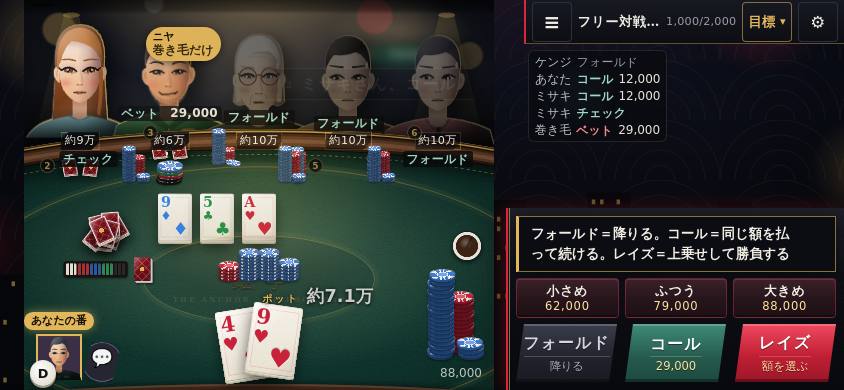 ニヤ
巻き毛だけ
ベット 29,000
フォールド
フォールド
約9万
3
約6万
約10万
約10万
6
約10万
2
チェック
5
フォールド
9
5
A
ポット 約7.1万
4
9
あなたの番
D
88,000
フリー対戦...
1,000/2,000
目標 ▾
ケンジ フォールド
あなた コール 12,000
ミサキ コール 12,000
ミサキ チェック
巻き毛 ベット 29,000
フォールド＝降りる。コール＝同じ額を払
って続ける。レイズ＝上乗せして勝負する
小さめ
62,000
ふつう
79,000
大きめ
88,000
フォールド
降りる
コール
29,000
レイズ
額を選ぶ